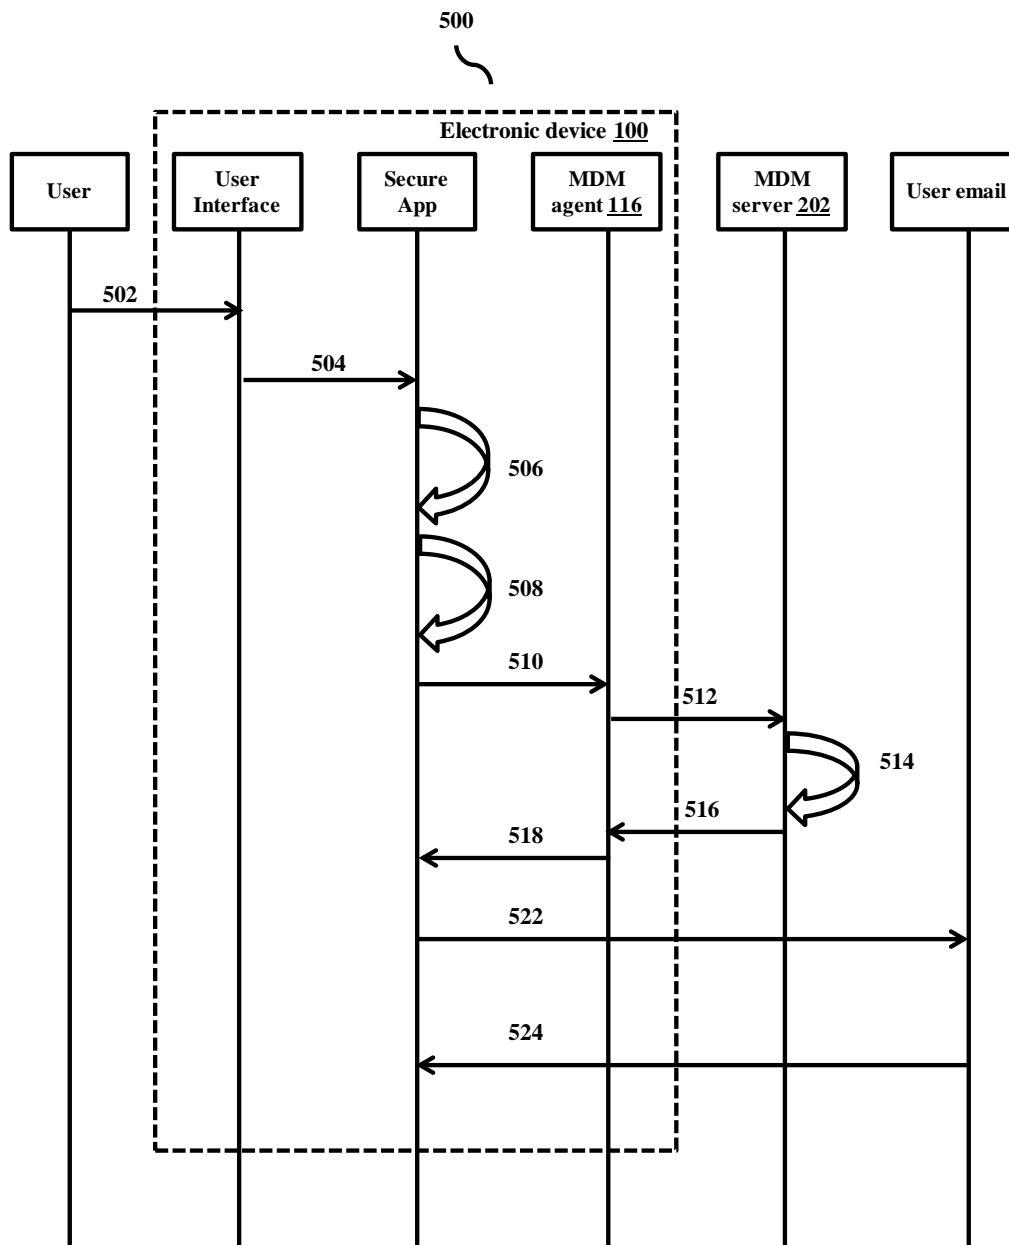 500
Electronic device 100
User
User
Interface
Secure
App
MDM
agent 116
MDM
server 202
User email
502
504
506
508
510
512
514
516
518
522
524